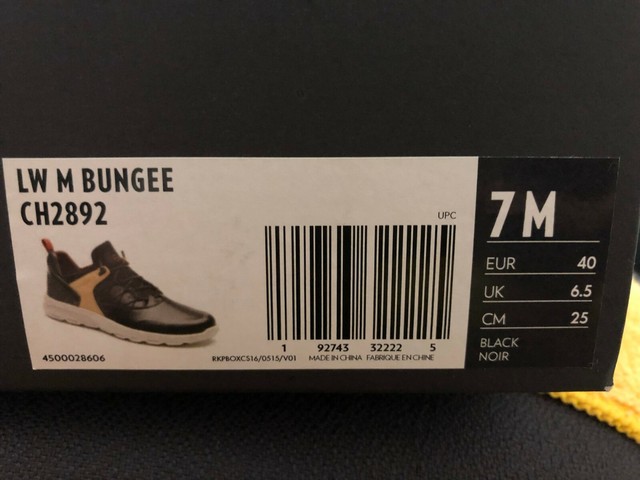 LW M BUNGEE
CH2892
UPC
1 92743 32222 5
4500028606
RKPBOXCS16/0515/V01 MADE IN CHINA FABRIQUE EN CHINE
7 M
EUR 40
UK 6.5
CM 25
BLACK
NOIR